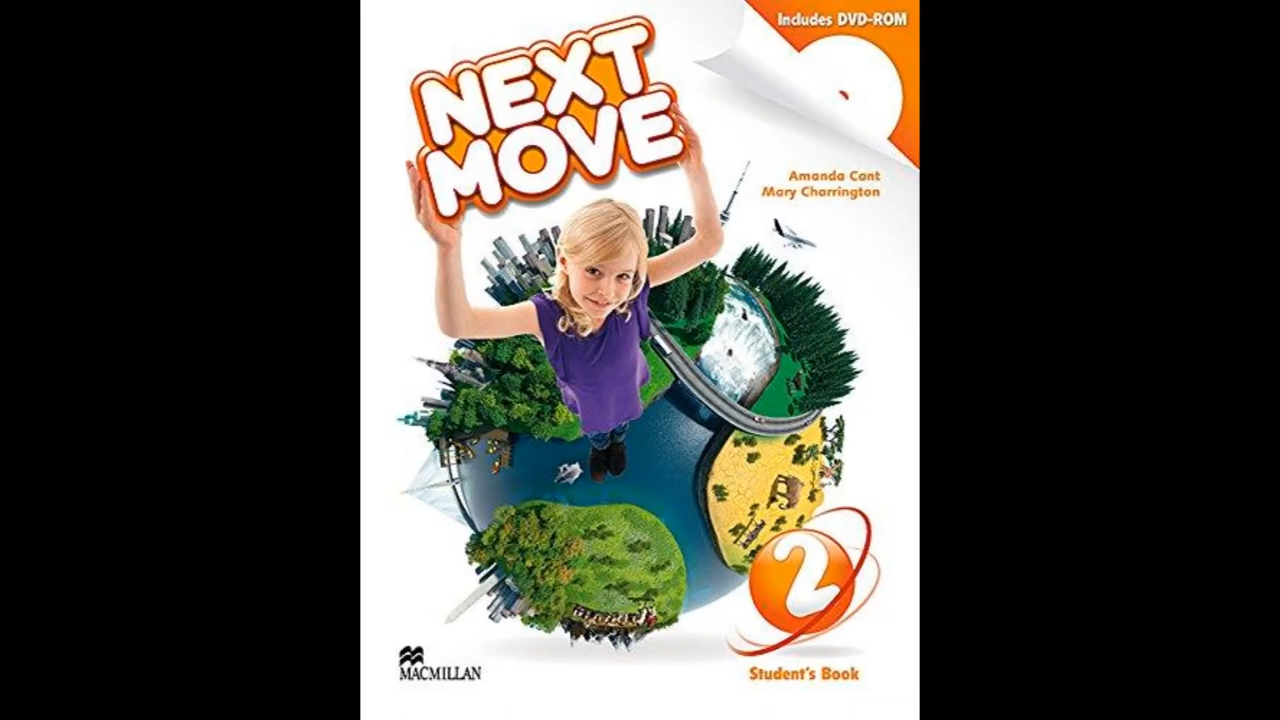 Includes DVD-ROM
NEXT
MOVE
Amanda Cant
Mary Charrington
2
MACMILLAN
Student's Book